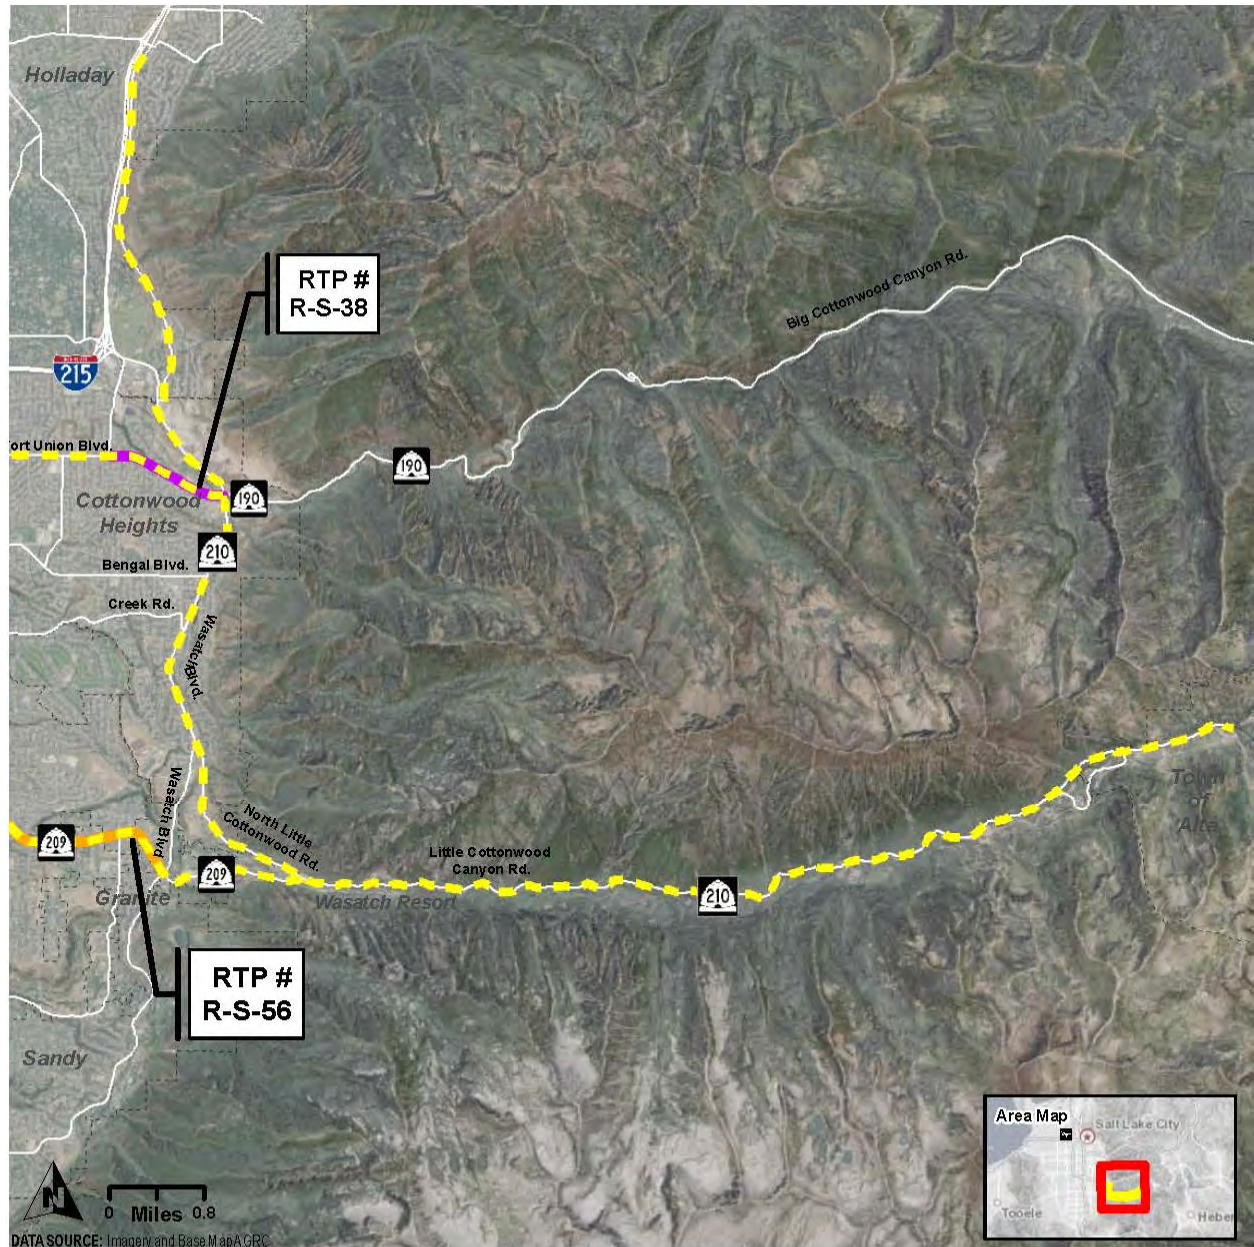 Holladay
RTP #
R-S-38
Big Cottonwood Canyon Rd.
215
ort Union Blvd.
190
190
Cottonwood
Heights
210
Bengal Blvd.
Creek Rd.
Wasatch Blvd.
Wasatch Blvd
North Little
Cottonwood Rd.
Town
of
Alta
209
Little Cottonwood
Canyon Rd.
209
210
Granite
Wasatch Resort
RTP #
R-S-56
Sandy
Area Map
Salt Lake City
Tooele
Heber
N
0 Miles 0.8
DATA SOURCE: Imagery and Base Map AGRC